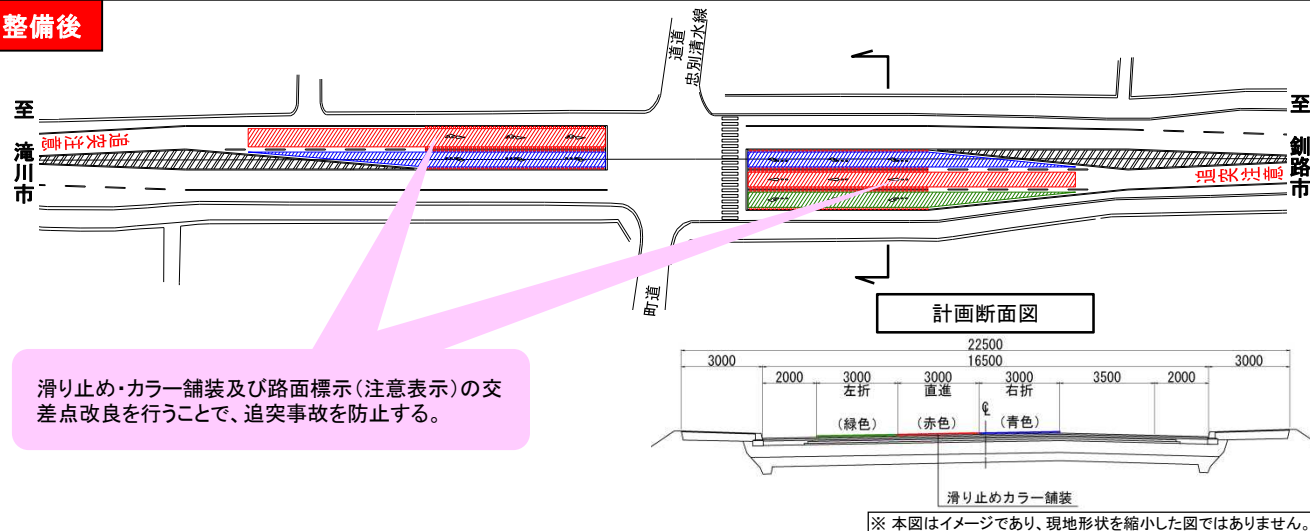 整備後
道道
忠別清水線
至
滝川市
追突注意
至
釧路市
追突注意
町道
計画断面図
滑り止め・カラー舗装及び路面標示(注意表示)の交
差点改良を行うことで、追突事故を防止する。
22500
3000
16500
3000
2000
3000
3000
3000
3500
2000
左折
直進
右折
℄
(緑色)
(赤色)
(青色)
滑り止めカラー舗装
※ 本図はイメージであり、現地形状を縮小した図ではありません。